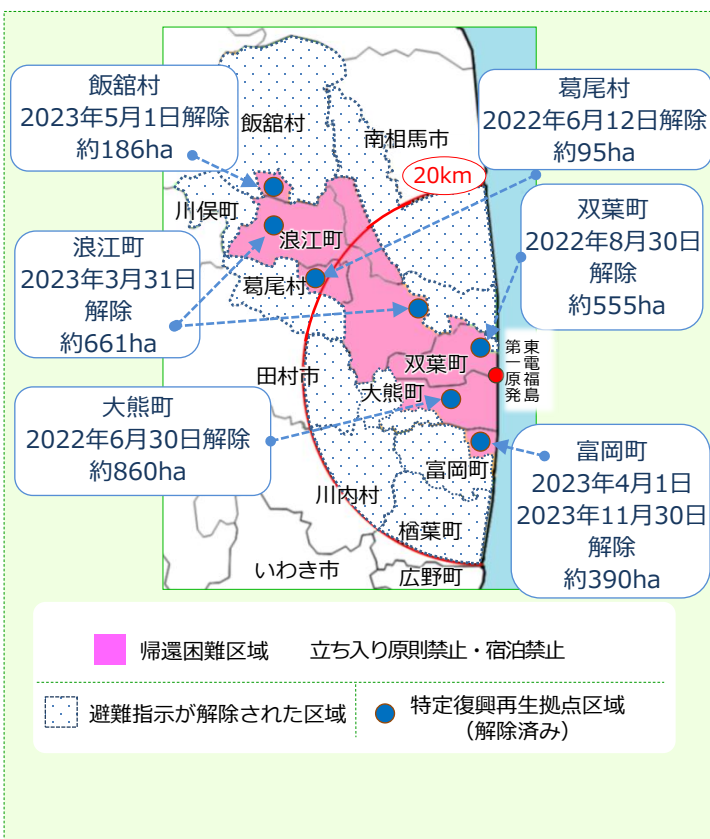 飯舘村
2023年5月1日解除
約186ha
葛尾村
2022年6月12日解除
約95ha
飯舘村
南相馬市
20km
川俣町
浪江町
双葉町
2022年8月30日
解除
約555ha
浪江町
2023年3月31日
解除
約661ha
葛尾村
田村市
双葉町
東電福島
第一原発
大熊町
大熊町
2022年6月30日解除
約860ha
富岡町
富岡町
2023年4月1日
2023年11月30日
解除
約390ha
川内村
楢葉町
いわき市
広野町
帰還困難区域 立ち入り原則禁止・宿泊禁止
避難指示が解除された区域
特定復興再生拠点区域
(解除済み)